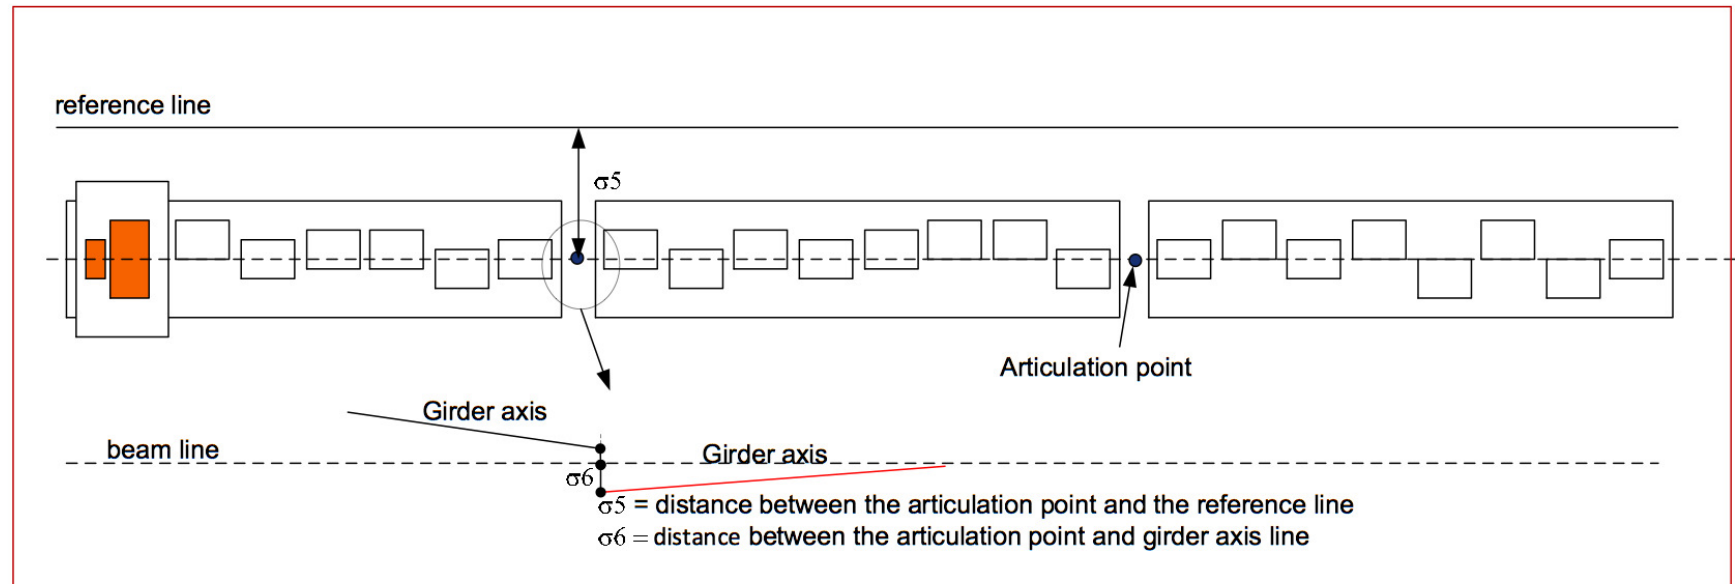 reference line
σ5
Articulation point
Girder axis
beam line
Girder axis
σ6
σ5 = distance between the articulation point and the reference line
σ6 = distance between the articulation point and girder axis line